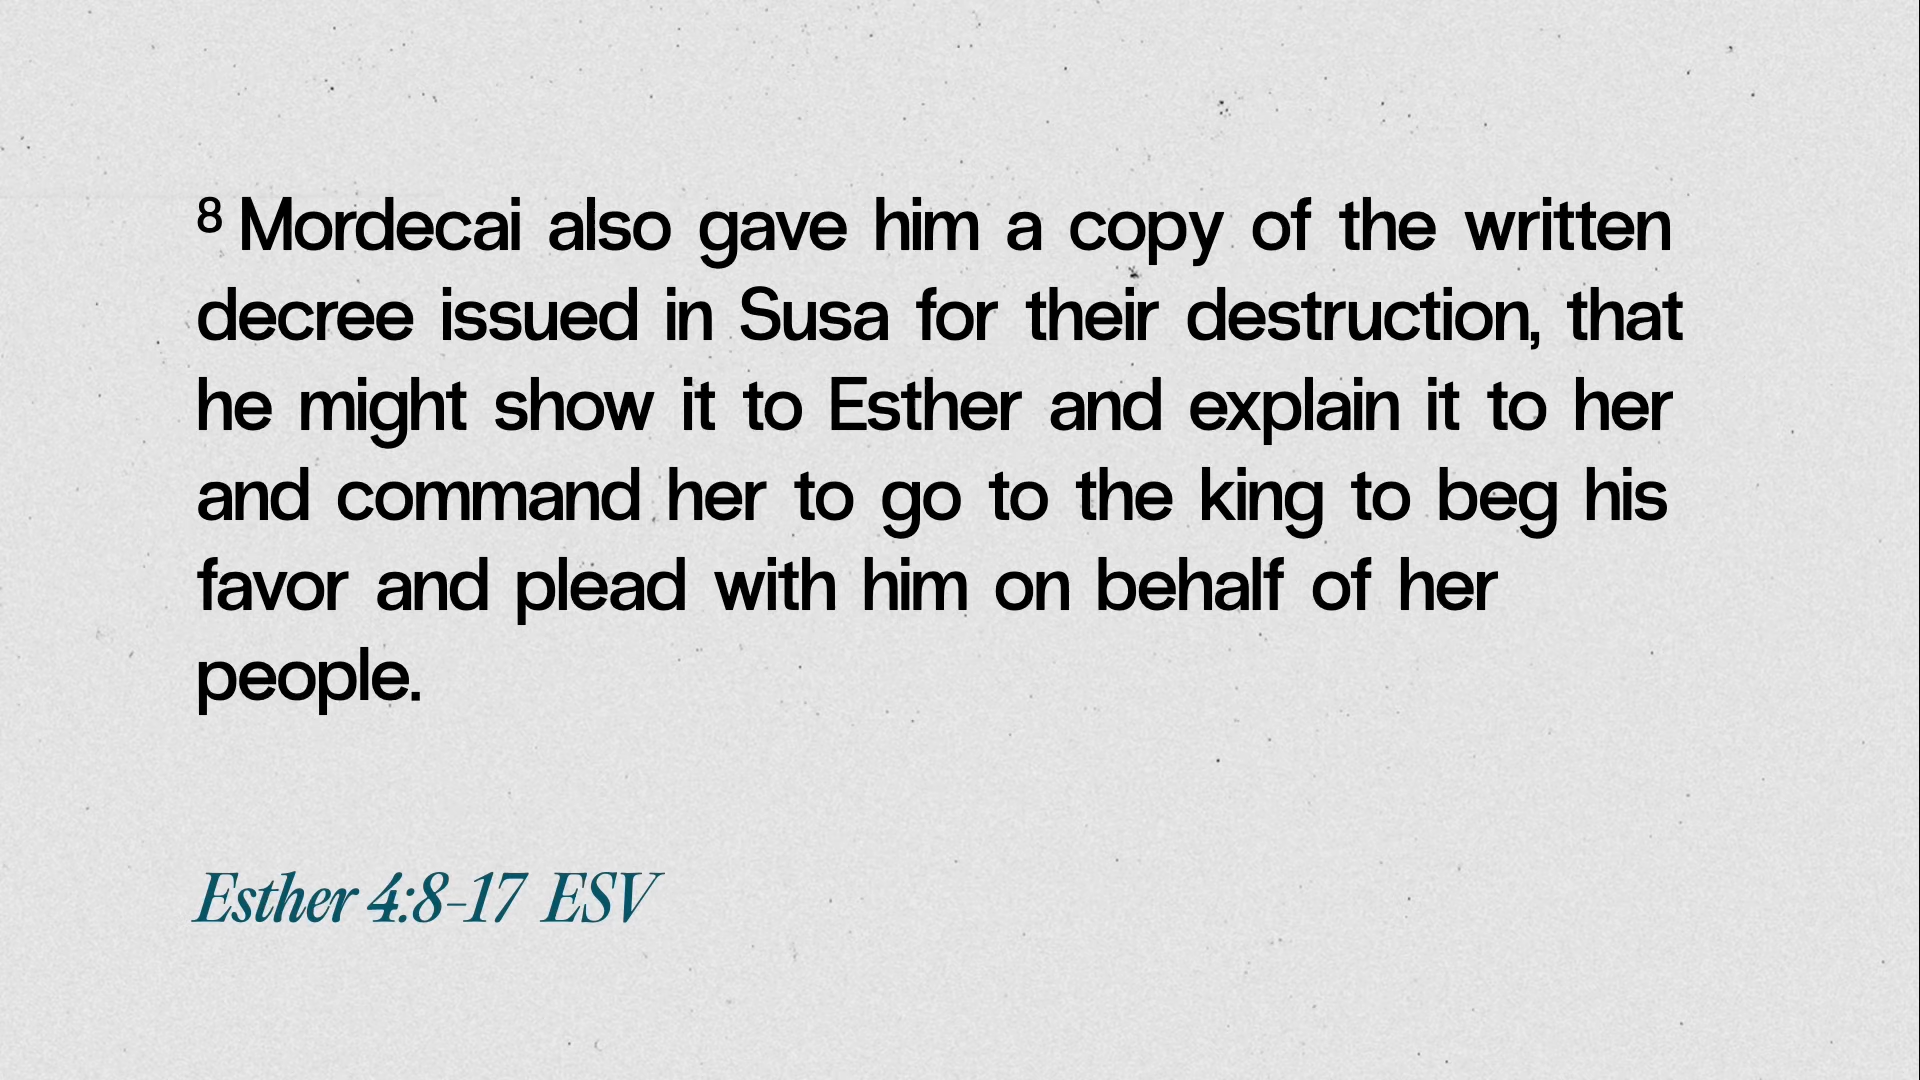 8 Mordecai also gave him a copy of the written
decree issued in Susa for their destruction, that
he might show it to Esther and explain it to her
and command her to go to the king to beg his
favor and plead with him on behalf of her
people.
Esther 4:8-17 ESV